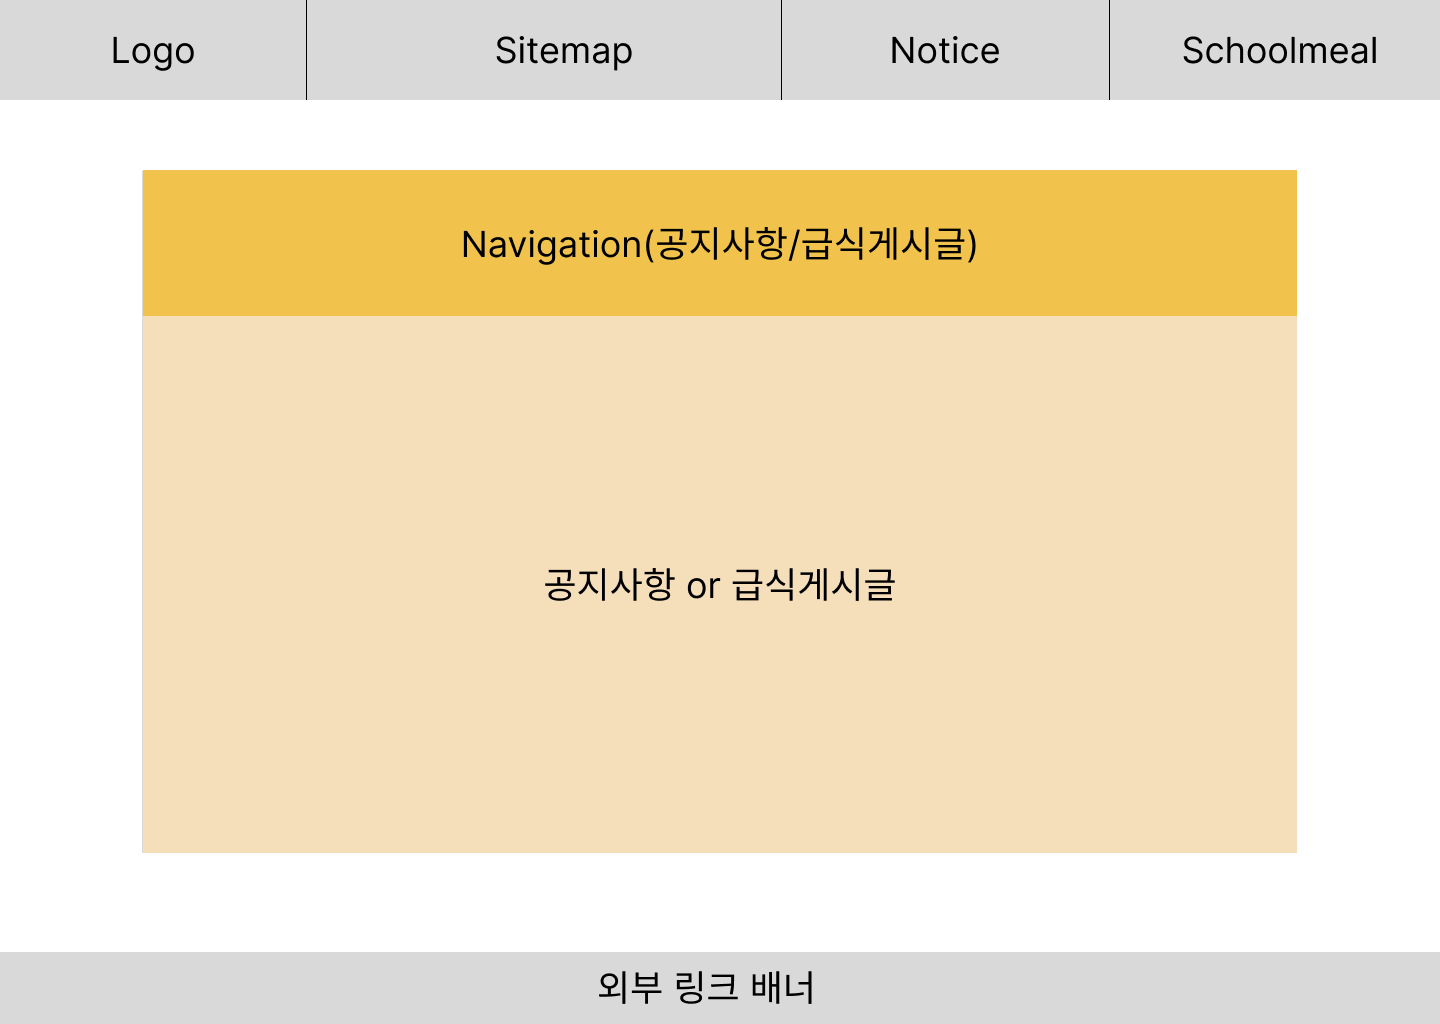 Logo
Sitemap
Notice
Schoolmeal
Navigation(공지사항/급식게시글)
공지사항 or 급식게시글
외부 링크 배너